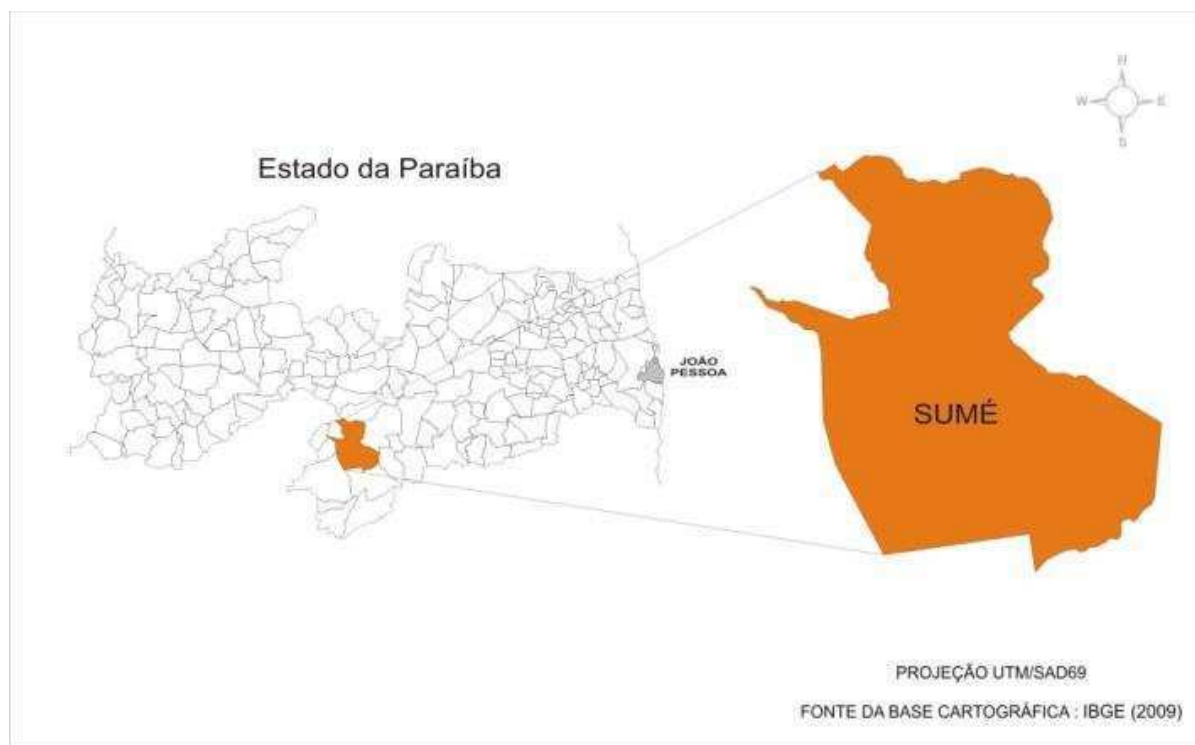 N
W E
S
Estado da Paraíba
JOÃO
PESSOA
SUMÉ
PROJEÇÃO UTM/SAD69
FONTE DA BASE CARTOGRÁFICA : IBGE (2009)